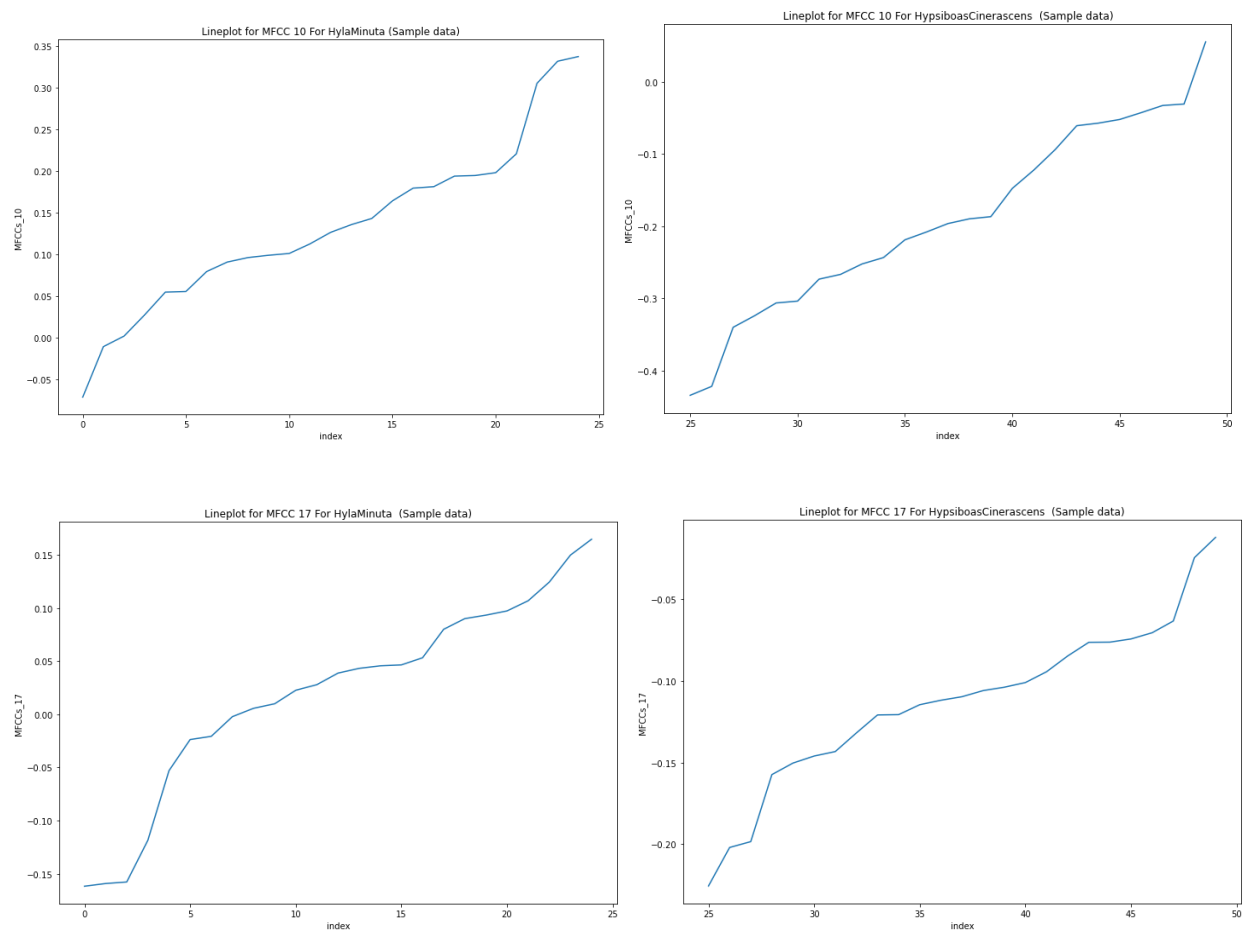 Lineplot for MFCC 10 For HylaMinuta (Sample data)
MFCCs_10
0.35
0.30
0.25
0.20
0.15
0.10
0.05
0.00
−0.05
0 5 10 15 20 25
index
Lineplot for MFCC 10 For HypsiboasCinerascens (Sample data)
MFCCs_10
0.0
−0.1
−0.2
−0.3
−0.4
25 30 35 40 45 50
index
Lineplot for MFCC 17 For HylaMinuta (Sample data)
MFCCs_17
0.15
0.10
0.05
0.00
−0.05
−0.10
−0.15
0 5 10 15 20 25
index
Lineplot for MFCC 17 For HypsiboasCinerascens (Sample data)
MFCCs_17
−0.05
−0.10
−0.15
−0.20
25 30 35 40 45 50
index